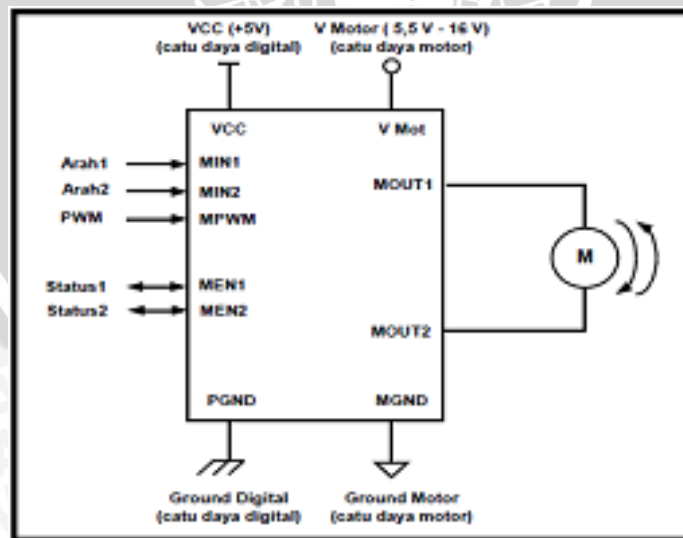 VCC (+5V)
(catu daya digital)
V Motor ( 5,5 V - 16 V)
(catu daya motor)
VCC
V Mot
Arah1
MIN1
Arah2
MIN2
PWM
MPWM
MOUT1
M
Status1
MEN1
Status2
MEN2
MOUT2
PGND
MGND
Ground Digital
(catu daya digital)
Ground Motor
(catu daya motor)